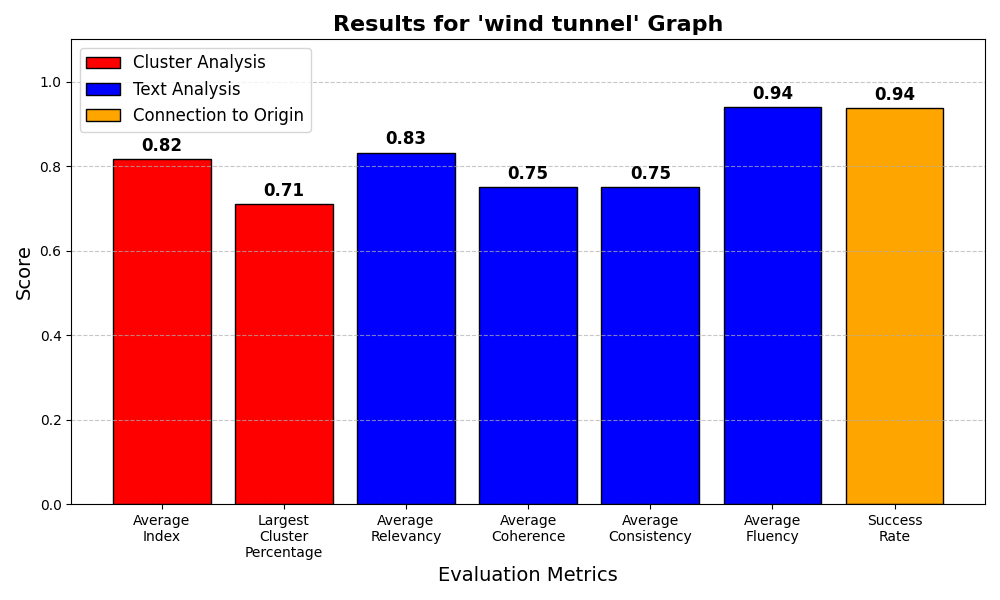 Results for 'wind tunnel' Graph
Cluster Analysis
Text Analysis
Connection to Origin
Score
1.0
0.8
0.6
0.4
0.2
0.0
0.82
0.71
0.83
0.75
0.75
0.94
0.94
Average
Index
Largest
Cluster
Percentage
Average
Relevancy
Average
Coherence
Average
Consistency
Average
Fluency
Success
Rate
Evaluation Metrics